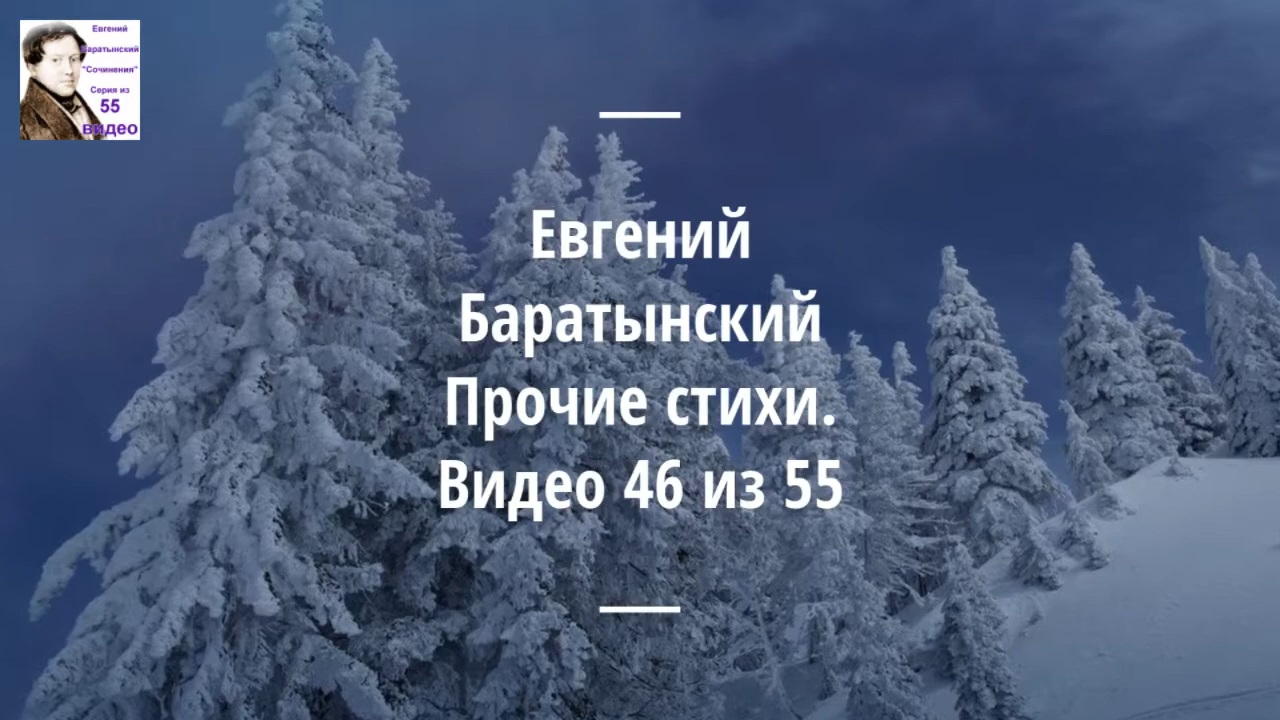 Евгений
Баратынский
"Сочинения"
Серия из
55
видео
Евгений
Баратынский
Прочие стихи.
Видео 46 из 55